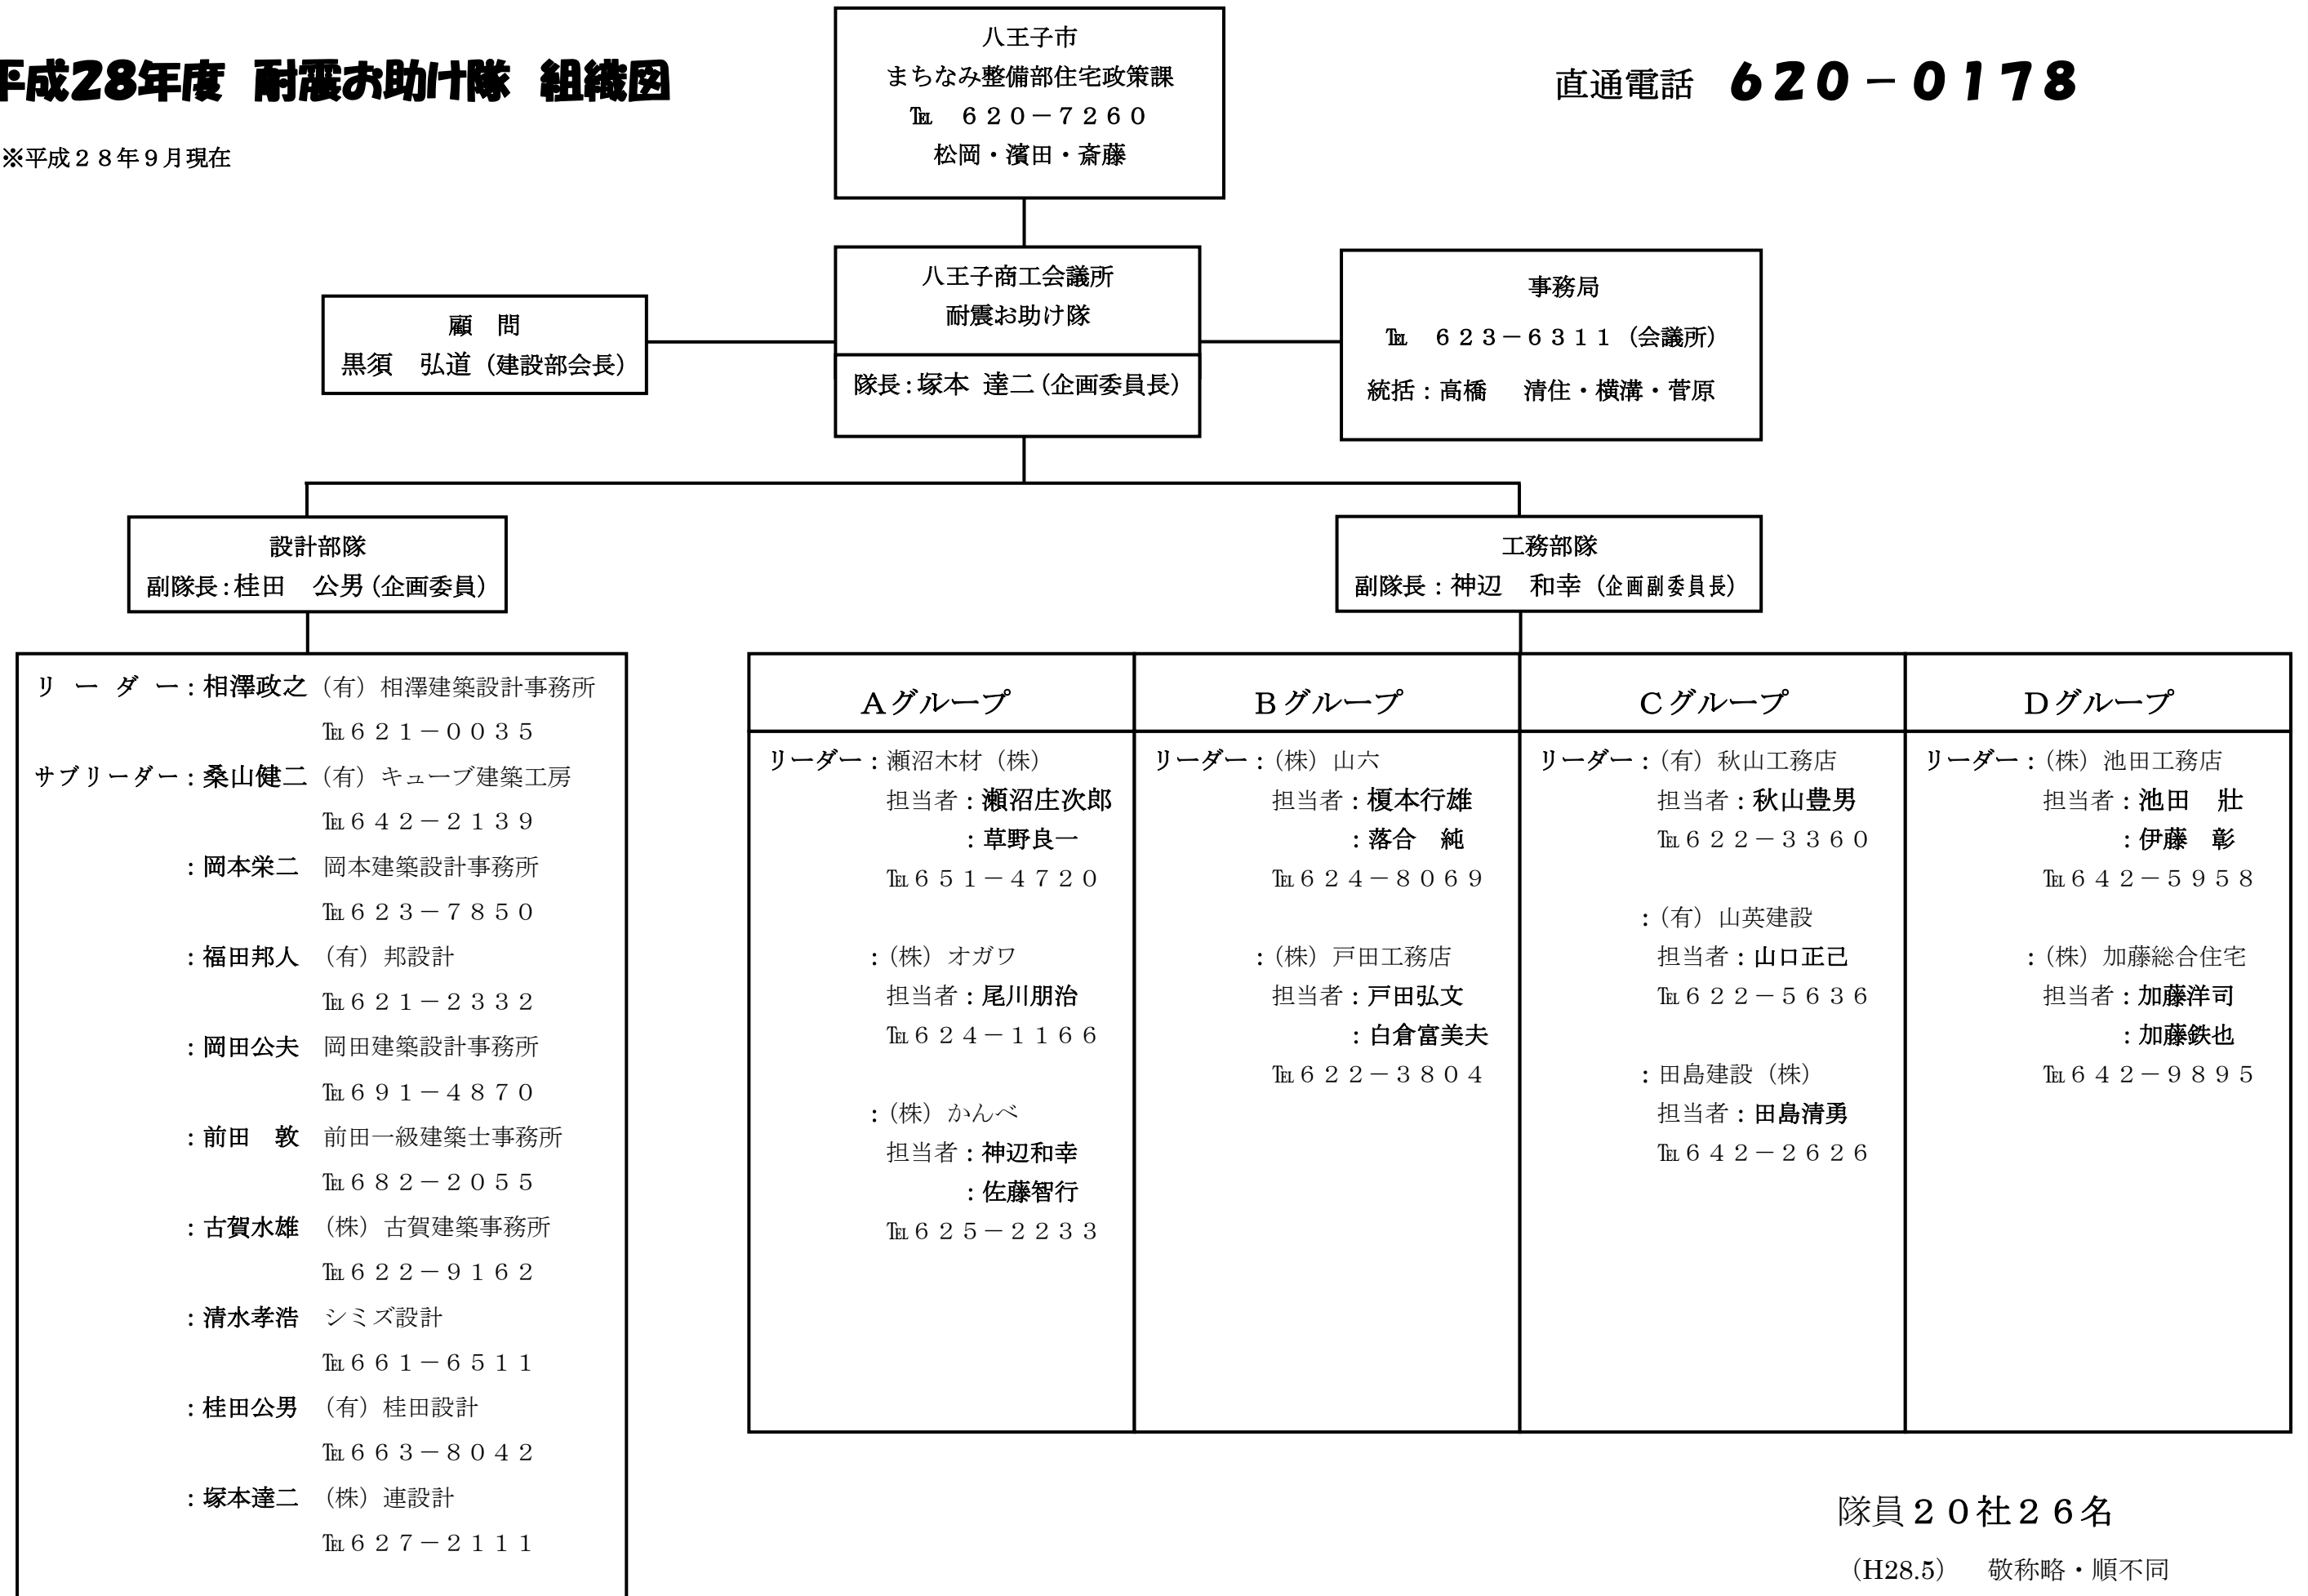 平成28年度 耐震お助け隊 組織図
※平成２８年９月現在
八王子市
まちなみ整備部住宅政策課
℡　６２０－７２６０
松岡・濱田・斎藤
直通電話　６２０－０１７８
八王子商工会議所
耐震お助け隊
隊長：塚本 達二（企画委員長）
顧　問
黒須　弘道（建設部会長）
事務局
℡　６２３－６３１１（会議所）
統括：高橋　清住・横溝・菅原
設計部隊
副隊長：桂田　公男（企画委員）
工務部隊
副隊長：神辺　和幸（企画副委員長）
リーダー：相澤政之（有）相澤建築設計事務所
℡６２１－００３５
サブリーダー：桑山健二（有）キューブ建築工房
℡６４２－２１３９
：岡本栄二　岡本建築設計事務所
℡６２３－７８５０
：福田邦人　（有）邦設計
℡６２１－２３３２
：岡田公夫　岡田建築設計事務所
℡６９１－４８７０
：前田　敦　前田一級建築士事務所
℡６８２－２０５５
：古賀水雄　（株）古賀建築事務所
℡６２２－９１６２
：清水孝浩　シミズ設計
℡６６１－６５１１
：桂田公男　（有）桂田設計
℡６６３－８０４２
：塚本達二　（株）連設計
℡６２７－２１１１
Ａグループ
リーダー：瀬沼木材（株）
担当者：瀬沼庄次郎
：草野良一
℡６５１－４７２０
：（株）オガワ
担当者：尾川朋治
℡６２４－１１６６
：（株）かんべ
担当者：神辺和幸
：佐藤智行
℡６２５－２２３３
Ｂグループ
リーダー：（株）山六
担当者：榎本行雄
：落合　純
℡６２４－８０６９
：（株）戸田工務店
担当者：戸田弘文
：白倉富美夫
℡６２２－３８０４
Ｃグループ
リーダー：（有）秋山工務店
担当者：秋山豊男
℡６２２－３３６０
：（有）山英建設
担当者：山口正己
℡６２２－５６３６
：田島建設（株）
担当者：田島清勇
℡６４２－２６２６
Ｄグループ
リーダー：（株）池田工務店
担当者：池田　壯
：伊藤　彰
℡６４２－５９５８
：（株）加藤総合住宅
担当者：加藤洋司
：加藤鉄也
℡６４２－９８９５
隊員２０社２６名
（H28.5）　敬称略・順不同